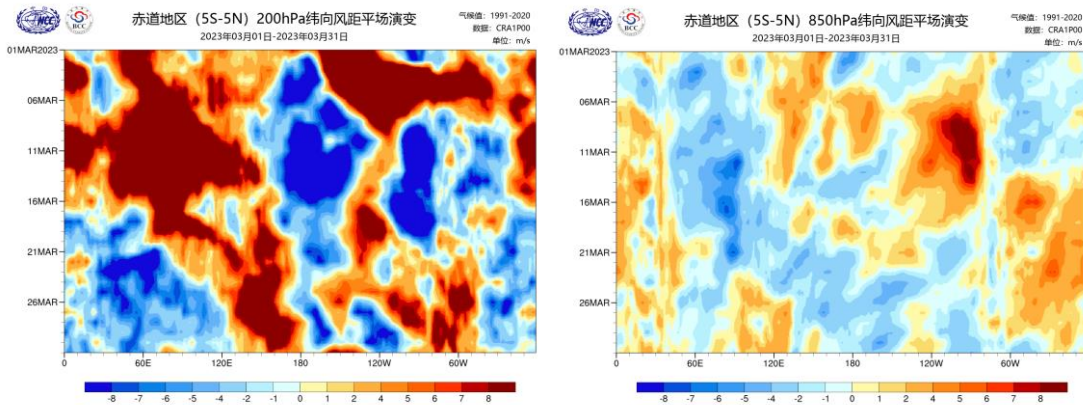 NCC
BCC
赤道地区（5S-5N）200hPa纬向风距平场演变
2023年03月01日-2023年03月31日
气候值：1991-2020
数据：CRA1P00
单位：m/s
01MAR2023
06MAR
11MAR
16MAR
21MAR
26MAR
0 60E 120E 180 120W 60W
-8 -7 -6 -5 -4 -3 -2 -1 0 1 2 3 4 5 6 7 8
NCC
BCC
赤道地区（5S-5N）850hPa纬向风距平场演变
2023年03月01日-2023年03月31日
气候值：1991-2020
数据：CRA1P00
单位：m/s
01MAR2023
06MAR
11MAR
16MAR
21MAR
26MAR
0 60E 120E 180 120W 60W
-8 -7 -6 -5 -4 -3 -2 -1 0 1 2 3 4 5 6 7 8